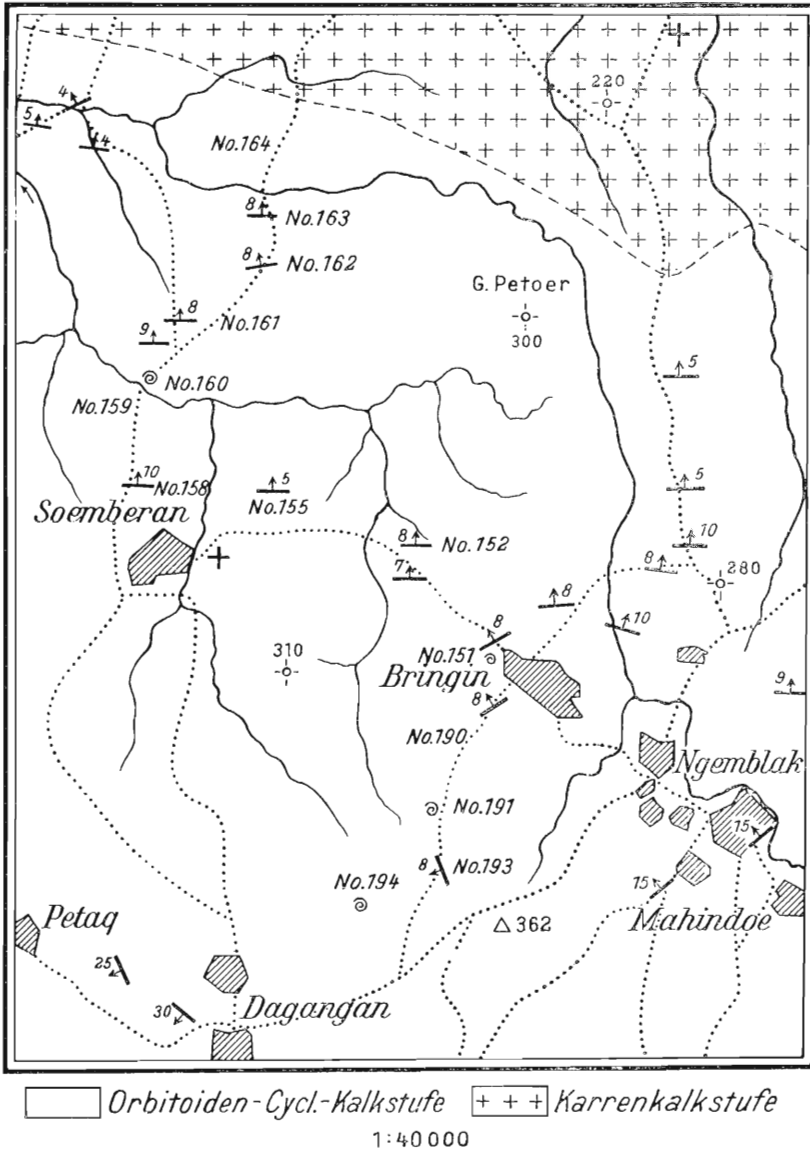 220
4
5
4
No.164
8
No.163
8
No.162
G. Petoer
300
8
No.161
9
No.160
5
No.159
10
No.158
5
No.155
5
Soemberan
8
No.152
10
7
8
280
8
10
310
8
No.151
Bringin
9
8
No.190
Ngemblak
No.191
15
8
No.193
15
No.194
Mahindoe
Petaq
362
25
30
Dagangan
Orbitoiden-Cycl.-Kalkstufe
Karrenkalkstufe
1:40 000